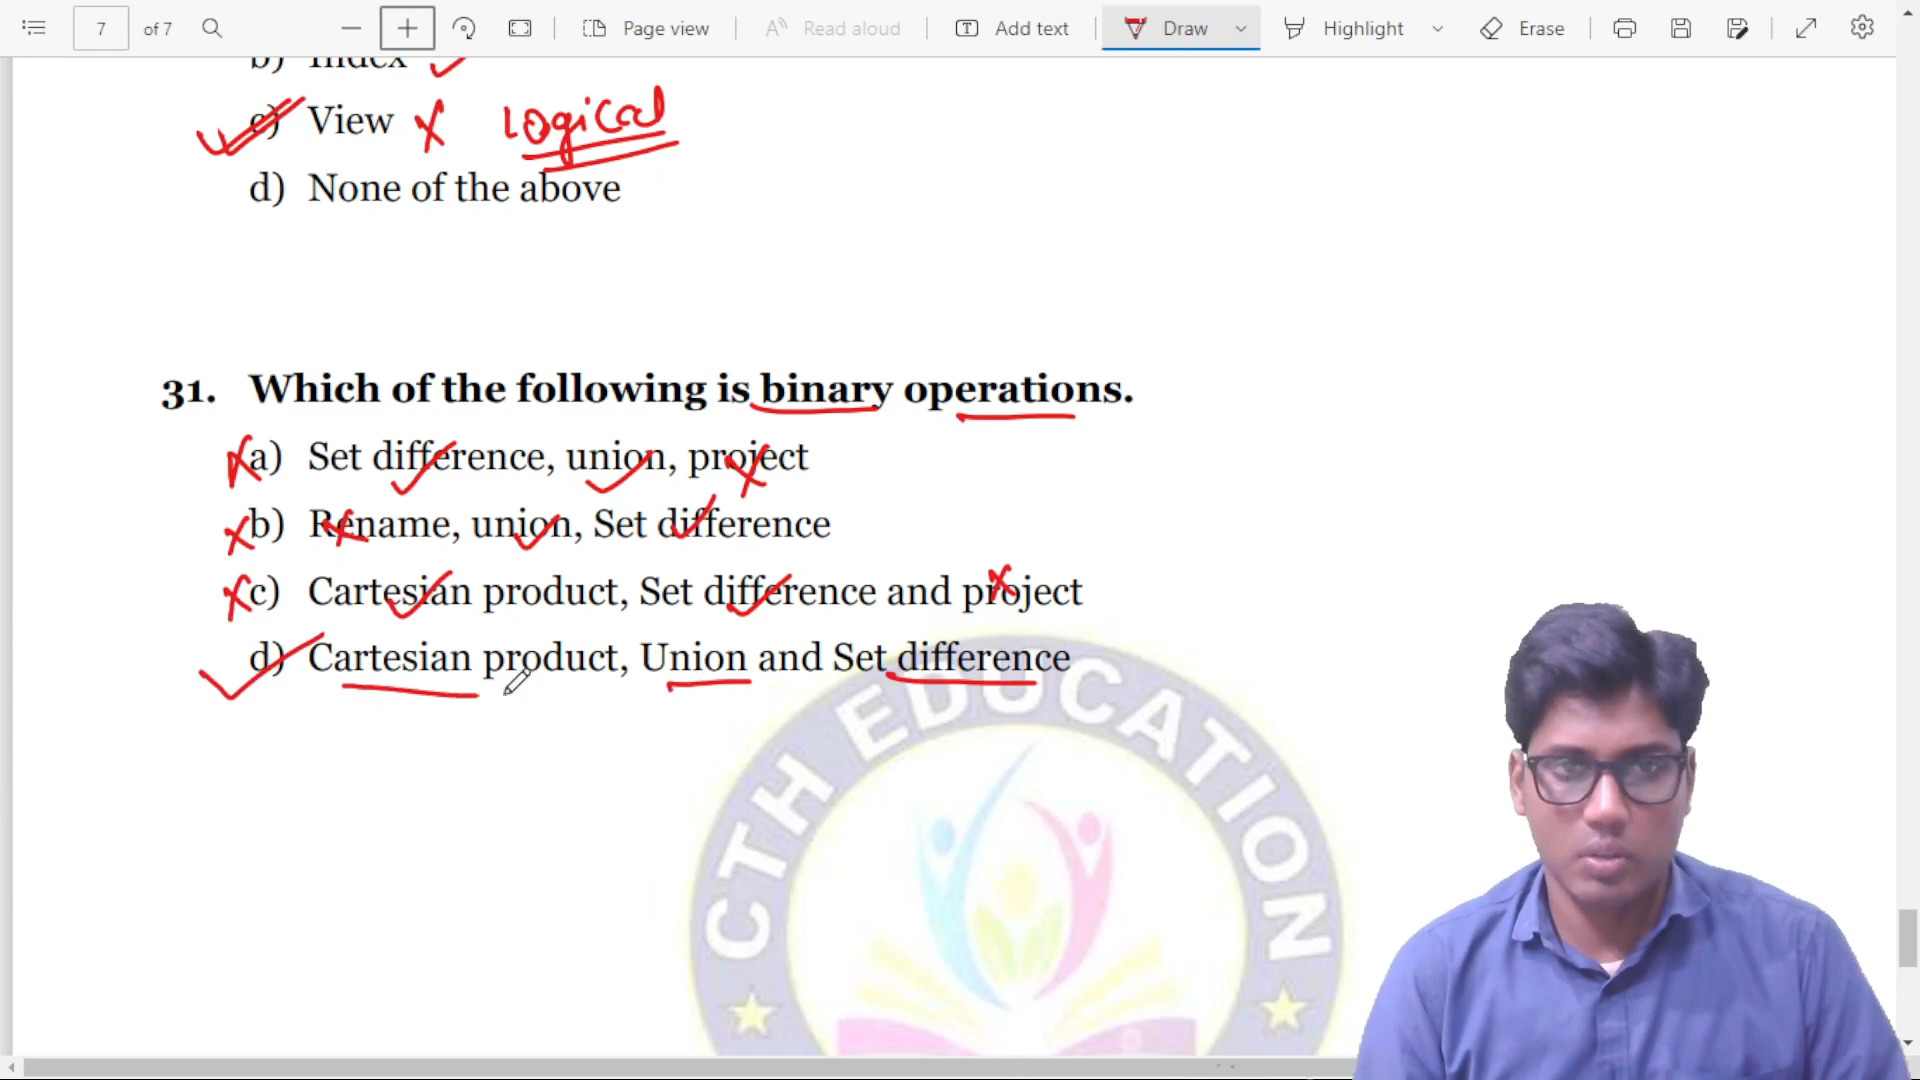 7 of 7 Page view Read aloud Add text Draw Highlight Erase
b) Index
c) View Logical
d) None of the above
31. Which of the following is binary operations.
a) Set difference, union, project
b) Rename, union, Set difference
c) Cartesian product, Set difference and project
d) Cartesian product, Union and Set difference
CTH EDUCATION